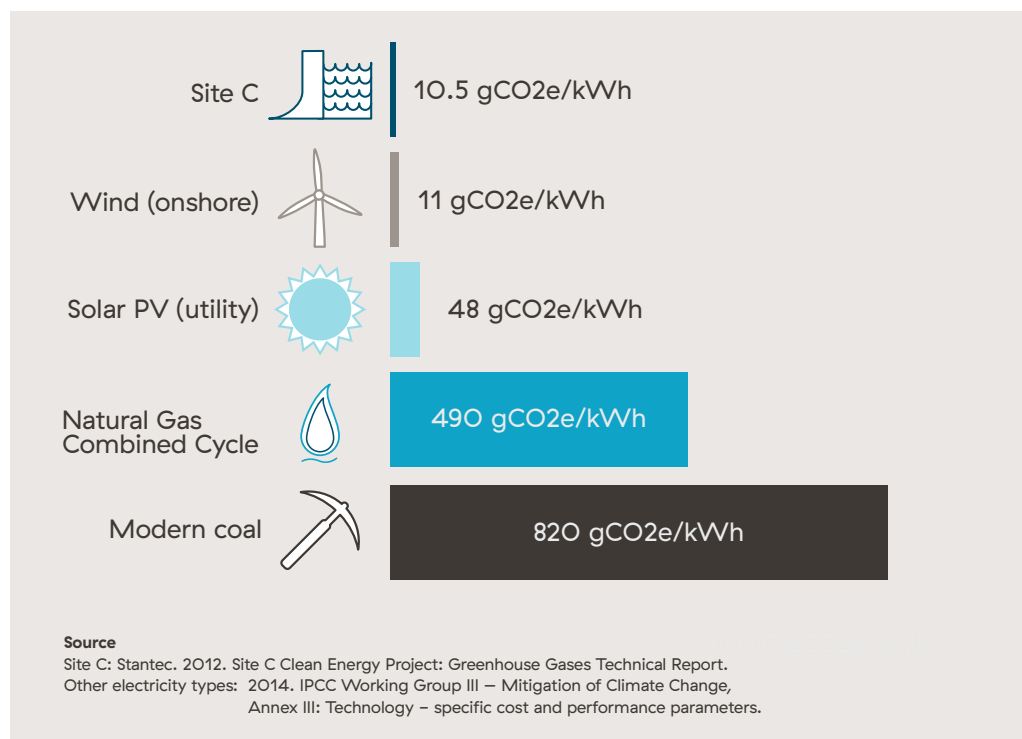 Site C
10.5 gCO2e/kWh
Wind (onshore)
11 gCO2e/kWh
Solar PV (utility)
48 gCO2e/kWh
Natural Gas
Combined Cycle
490 gCO2e/kWh
Modern coal
820 gCO2e/kWh
Source
Site C: Stantec. 2012. Site C Clean Energy Project: Greenhouse Gases Technical Report.
Other electricity types: 2014. IPCC Working Group III – Mitigation of Climate Change,
Annex III: Technology – specific cost and performance parameters.